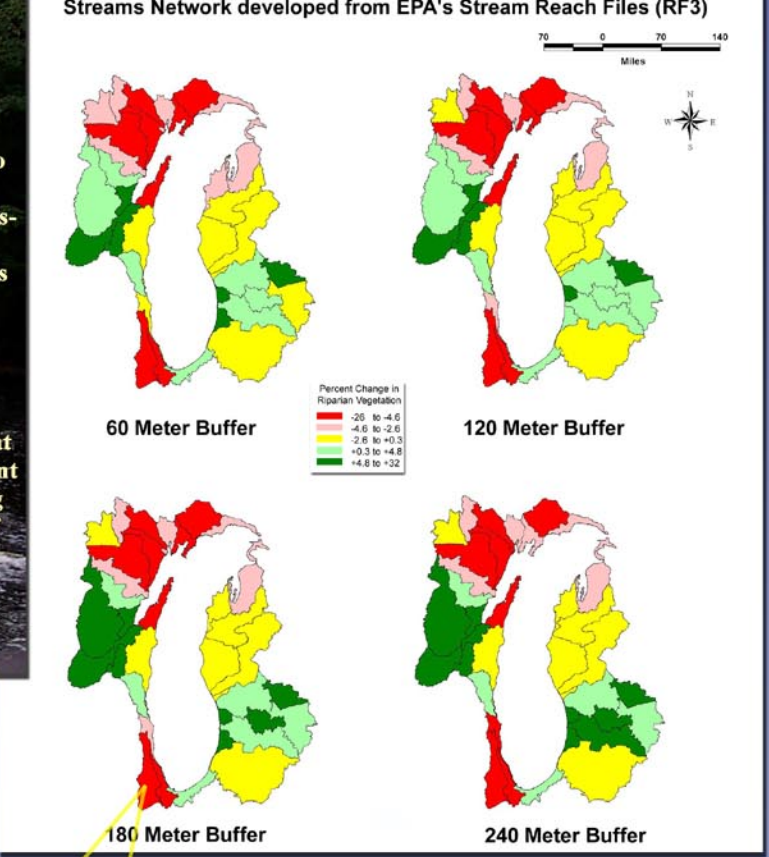 Streams Network developed from EPA's Stream Reach Files (RF3)
70 0 70 140
Miles
N
W E
S
s-
s
60 Meter Buffer
120 Meter Buffer
Percent Change in
Riparian Vegetation
-26 to -4.6
-4.6 to -2.6
-2.6 to +0.3
+0.3 to +4.8
+4.8 to +32
180 Meter Buffer
240 Meter Buffer